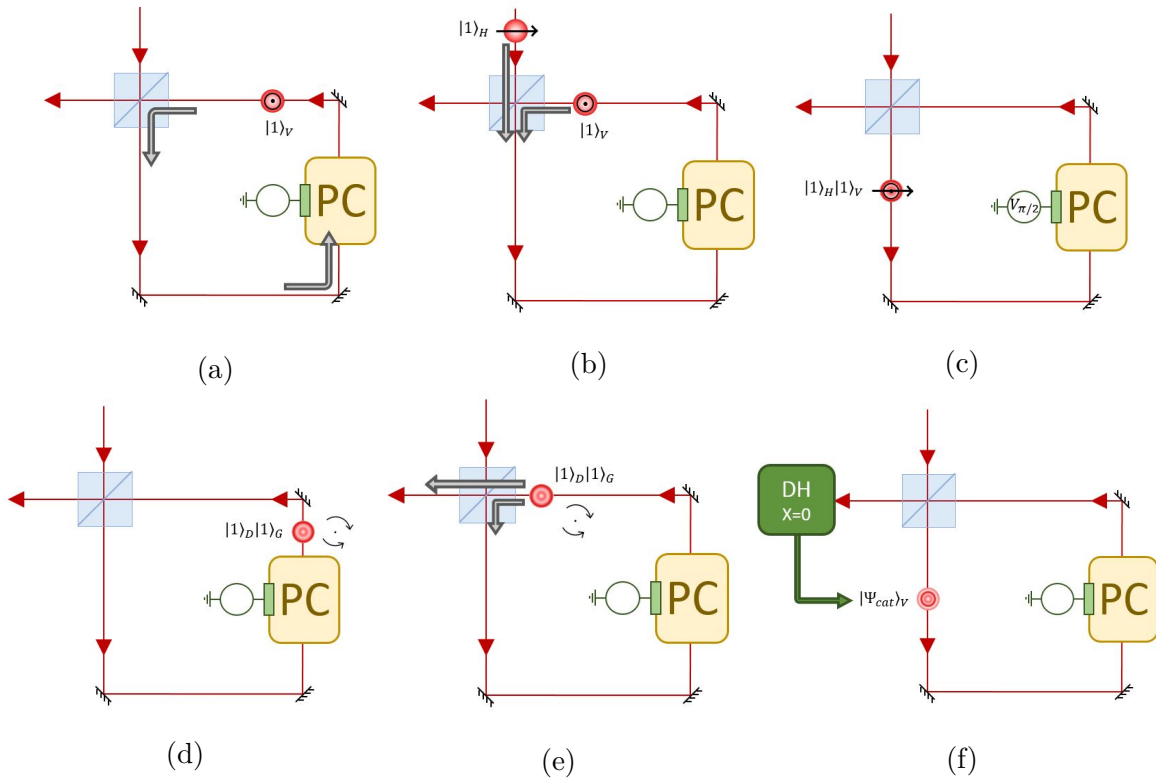 |1⟩_V
PC
(a)
|1⟩_H
|1⟩_V
PC
(b)
|1⟩_H|1⟩_V
V_{π/2}
PC
(c)
|1⟩_D|1⟩_G
PC
(d)
|1⟩_D|1⟩_G
PC
(e)
DH
X=0
|Ψ_{cat}⟩_V
PC
(f)